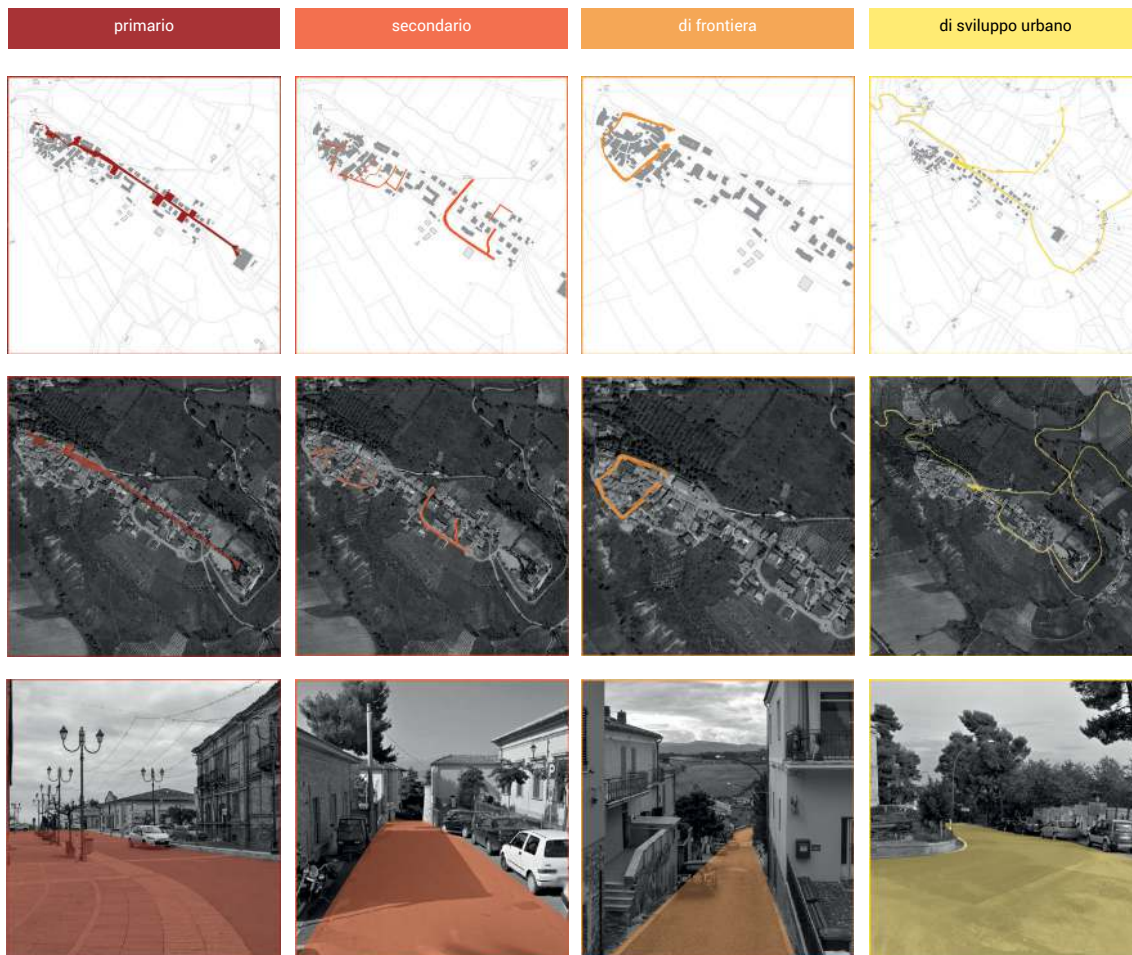 primario
secondario
di frontiera
di sviluppo urbano